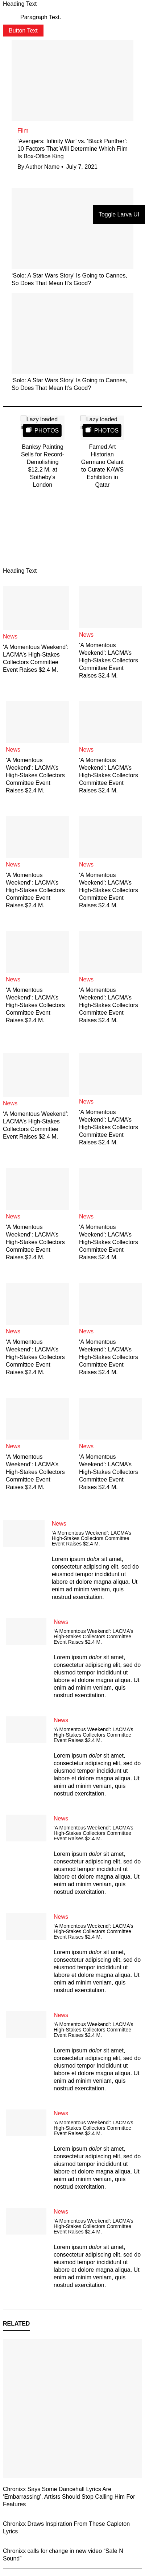 Heading Text
Paragraph Text.
Button Text
Film
'Avengers: Infinity War' vs. 'Black Panther':
10 Factors That Will Determine Which Film
Is Box-Office King
By Author Name • July 7, 2021
Toggle Larva UI
'Solo: A Star Wars Story' Is Going to Cannes,
So Does That Mean It's Good?
'Solo: A Star Wars Story' Is Going to Cannes,
So Does That Mean It's Good?
Lazy loaded
PHOTOS
Banksy Painting
Sells for Record-
Demolishing
$12.2 M. at
Sotheby's
London
Lazy loaded
PHOTOS
Famed Art
Historian
Germano Celant
to Curate KAWS
Exhibition in
Qatar
Heading Text
News
'A Momentous Weekend':
LACMA's High-Stakes
Collectors Committee
Event Raises $2.4 M.
News
'A Momentous
Weekend': LACMA's
High-Stakes Collectors
Committee Event
Raises $2.4 M.
News
'A Momentous
Weekend': LACMA's
High-Stakes Collectors
Committee Event
Raises $2.4 M.
News
'A Momentous
Weekend': LACMA's
High-Stakes Collectors
Committee Event
Raises $2.4 M.
News
'A Momentous
Weekend': LACMA's
High-Stakes Collectors
Committee Event
Raises $2.4 M.
News
'A Momentous
Weekend': LACMA's
High-Stakes Collectors
Committee Event
Raises $2.4 M.
News
'A Momentous
Weekend': LACMA's
High-Stakes Collectors
Committee Event
Raises $2.4 M.
News
'A Momentous
Weekend': LACMA's
High-Stakes Collectors
Committee Event
Raises $2.4 M.
News
'A Momentous Weekend':
LACMA's High-Stakes
Collectors Committee
Event Raises $2.4 M.
News
'A Momentous
Weekend': LACMA's
High-Stakes Collectors
Committee Event
Raises $2.4 M.
News
'A Momentous
Weekend': LACMA's
High-Stakes Collectors
Committee Event
Raises $2.4 M.
News
'A Momentous
Weekend': LACMA's
High-Stakes Collectors
Committee Event
Raises $2.4 M.
News
'A Momentous
Weekend': LACMA's
High-Stakes Collectors
Committee Event
Raises $2.4 M.
News
'A Momentous
Weekend': LACMA's
High-Stakes Collectors
Committee Event
Raises $2.4 M.
News
'A Momentous
Weekend': LACMA's
High-Stakes Collectors
Committee Event
Raises $2.4 M.
News
'A Momentous
Weekend': LACMA's
High-Stakes Collectors
Committee Event
Raises $2.4 M.
News
'A Momentous Weekend': LACMA's
High-Stakes Collectors Committee
Event Raises $2.4 M.
Lorem ipsum dolor sit amet,
consectetur adipiscing elit, sed do
eiusmod tempor incididunt ut
labore et dolore magna aliqua. Ut
enim ad minim veniam, quis
nostrud exercitation.
News
'A Momentous Weekend': LACMA's
High-Stakes Collectors Committee
Event Raises $2.4 M.
Lorem ipsum dolor sit amet,
consectetur adipiscing elit, sed do
eiusmod tempor incididunt ut
labore et dolore magna aliqua. Ut
enim ad minim veniam, quis
nostrud exercitation.
News
'A Momentous Weekend': LACMA's
High-Stakes Collectors Committee
Event Raises $2.4 M.
Lorem ipsum dolor sit amet,
consectetur adipiscing elit, sed do
eiusmod tempor incididunt ut
labore et dolore magna aliqua. Ut
enim ad minim veniam, quis
nostrud exercitation.
News
'A Momentous Weekend': LACMA's
High-Stakes Collectors Committee
Event Raises $2.4 M.
Lorem ipsum dolor sit amet,
consectetur adipiscing elit, sed do
eiusmod tempor incididunt ut
labore et dolore magna aliqua. Ut
enim ad minim veniam, quis
nostrud exercitation.
News
'A Momentous Weekend': LACMA's
High-Stakes Collectors Committee
Event Raises $2.4 M.
Lorem ipsum dolor sit amet,
consectetur adipiscing elit, sed do
eiusmod tempor incididunt ut
labore et dolore magna aliqua. Ut
enim ad minim veniam, quis
nostrud exercitation.
News
'A Momentous Weekend': LACMA's
High-Stakes Collectors Committee
Event Raises $2.4 M.
Lorem ipsum dolor sit amet,
consectetur adipiscing elit, sed do
eiusmod tempor incididunt ut
labore et dolore magna aliqua. Ut
enim ad minim veniam, quis
nostrud exercitation.
News
'A Momentous Weekend': LACMA's
High-Stakes Collectors Committee
Event Raises $2.4 M.
Lorem ipsum dolor sit amet,
consectetur adipiscing elit, sed do
eiusmod tempor incididunt ut
labore et dolore magna aliqua. Ut
enim ad minim veniam, quis
nostrud exercitation.
News
'A Momentous Weekend': LACMA's
High-Stakes Collectors Committee
Event Raises $2.4 M.
Lorem ipsum dolor sit amet,
consectetur adipiscing elit, sed do
eiusmod tempor incididunt ut
labore et dolore magna aliqua. Ut
enim ad minim veniam, quis
nostrud exercitation.
RELATED
Chronixx Says Some Dancehall Lyrics Are
'Embarrassing', Artists Should Stop Calling Him For
Features
Chronixx Draws Inspiration From These Capleton
Lyrics
Chronixx calls for change in new video "Safe N
Sound"